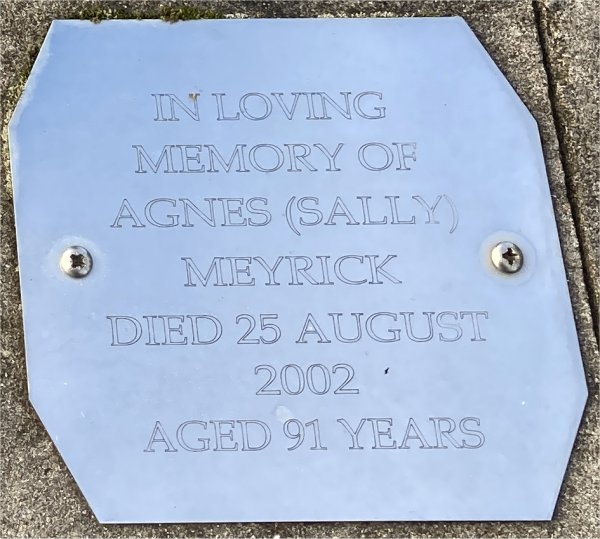 IN LOVING
MEMORY OF
AGNES (SALLY)
MEYRICK
DIED 25 AUGUST
2002
AGED 91 YEARS